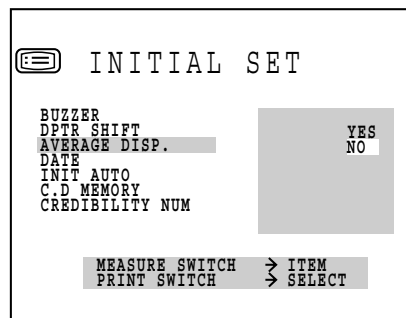 INITIAL SET
BUZZER
DPTR SHIFT
AVERAGE DISP.
DATE
INIT AUTO
C.D MEMORY
CREDIBILITY NUM
YES
NO
MEASURE SWITCH → ITEM
PRINT SWITCH → SELECT